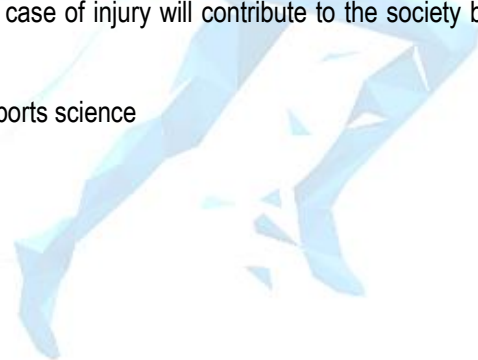 case of injury will contribute to the society b
ports science